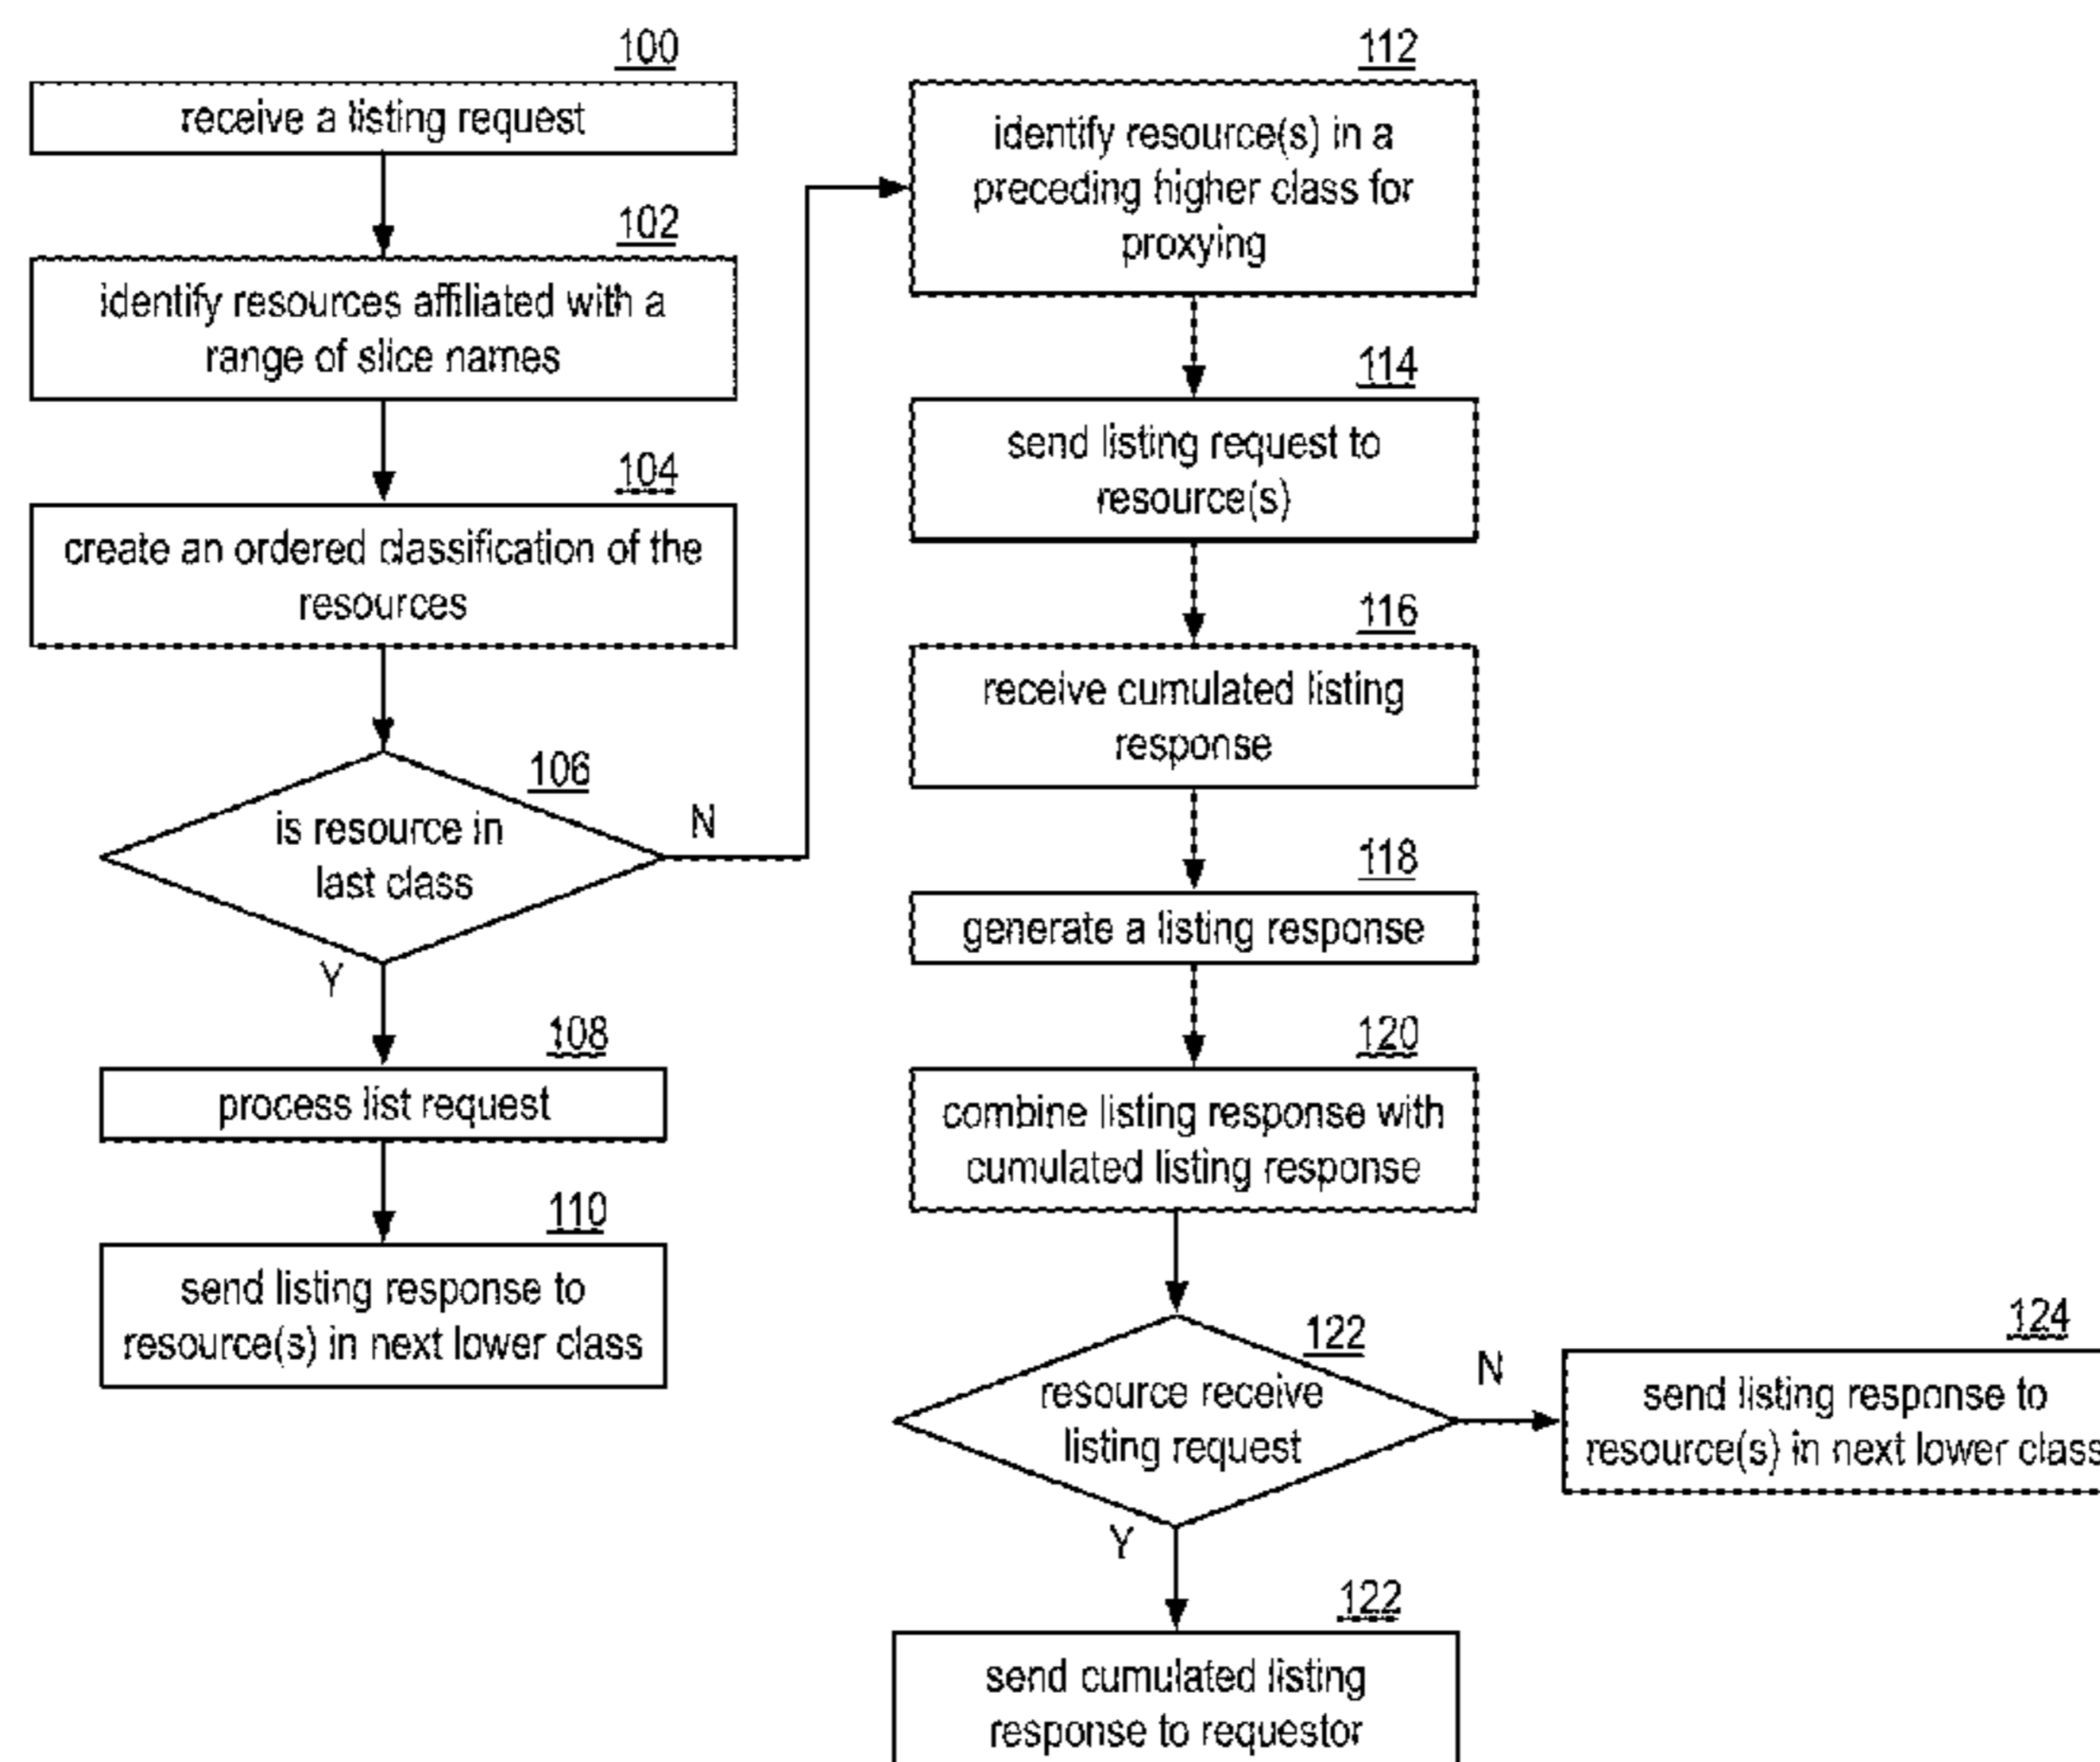 100
receive a listing request
102
identify resources affiliated with a
range of slice names
104
create an ordered classification of the
resources
106
is resource in
last class
N
Y
108
process list request
110
send listing response to
resource(s) in next lower class
112
identify resource(s) in a
preceding higher class for
proxying
114
send listing request to
resource(s)
116
receive cumulated listing
response
118
generate a listing response
120
combine listing response with
cumulated listing response
122
resource receive
listing request
N
Y
124
send listing response to
resource(s) in next lower class
122
send cumulated listing
response to requestor